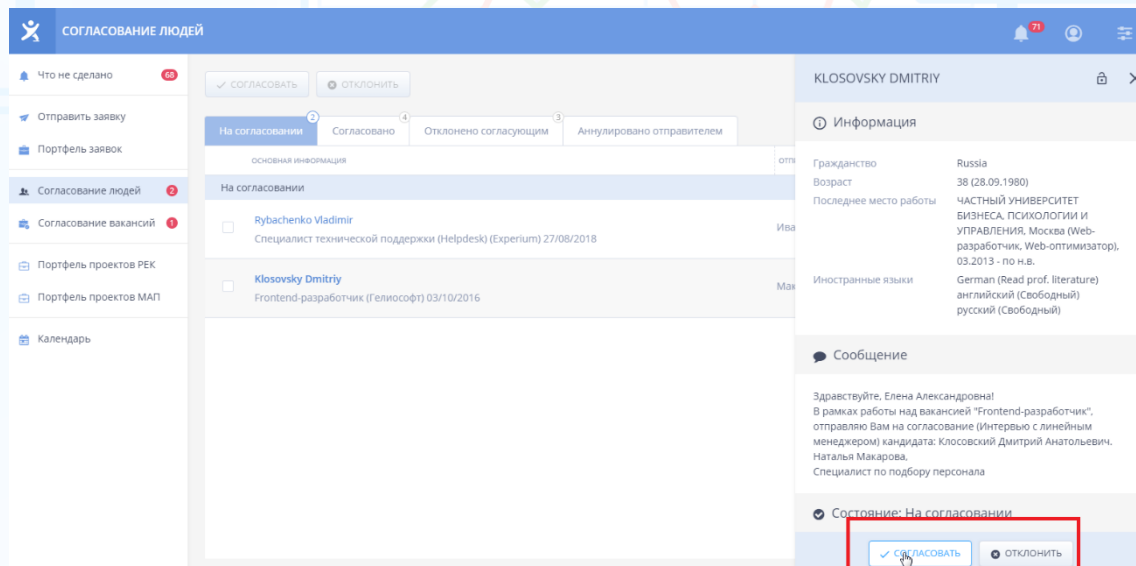 СОГЛАСОВАНИЕ ЛЮДЕЙ
71
Что не сделано 68
Отправить заявку
Портфель заявок
Согласование людей 2
Согласование вакансий 1
Портфель проектов РЕК
Портфель проектов МАП
Календарь
СОГЛАСОВАТЬ ОТКЛОНИТЬ
На согласовании 2 Согласовано 4 Отклонено согласующим 3 Аннулировано отправителем
ОСНОВНАЯ ИНФОРМАЦИЯ
На согласовании
Rybachenko Vladimir
Специалист технической поддержки (Helpdesk) (Experium) 27/08/2018
Klosovsky Dmitriy
Frontend-разработчик (Гелиософт) 03/10/2016
KLOSOVSKY DMITRIY
Информация
Гражданство Russia
Возраст 38 (28.09.1980)
Последнее место работы ЧАСТНЫЙ УНИВЕРСИТЕТ
БИЗНЕСА, ПСИХОЛОГИИ И
УПРАВЛЕНИЯ, Москва (Web-
разработчик, Web-оптимизатор),
03.2013 - по н.в.
Иностранные языки German (Read prof. literature)
английский (Свободный)
русский (Свободный)
Сообщение
Здравствуйте, Елена Александровна!
В рамках работы над вакансией "Frontend-разработчик",
отправляю Вам на согласование (Интервью с линейным
менеджером) кандидата: Клосовский Дмитрий Анатольевич.
Наталья Макарова,
Специалист по подбору персонала
Состояние: На согласовании
СОГЛАСОВАТЬ ОТКЛОНИТЬ